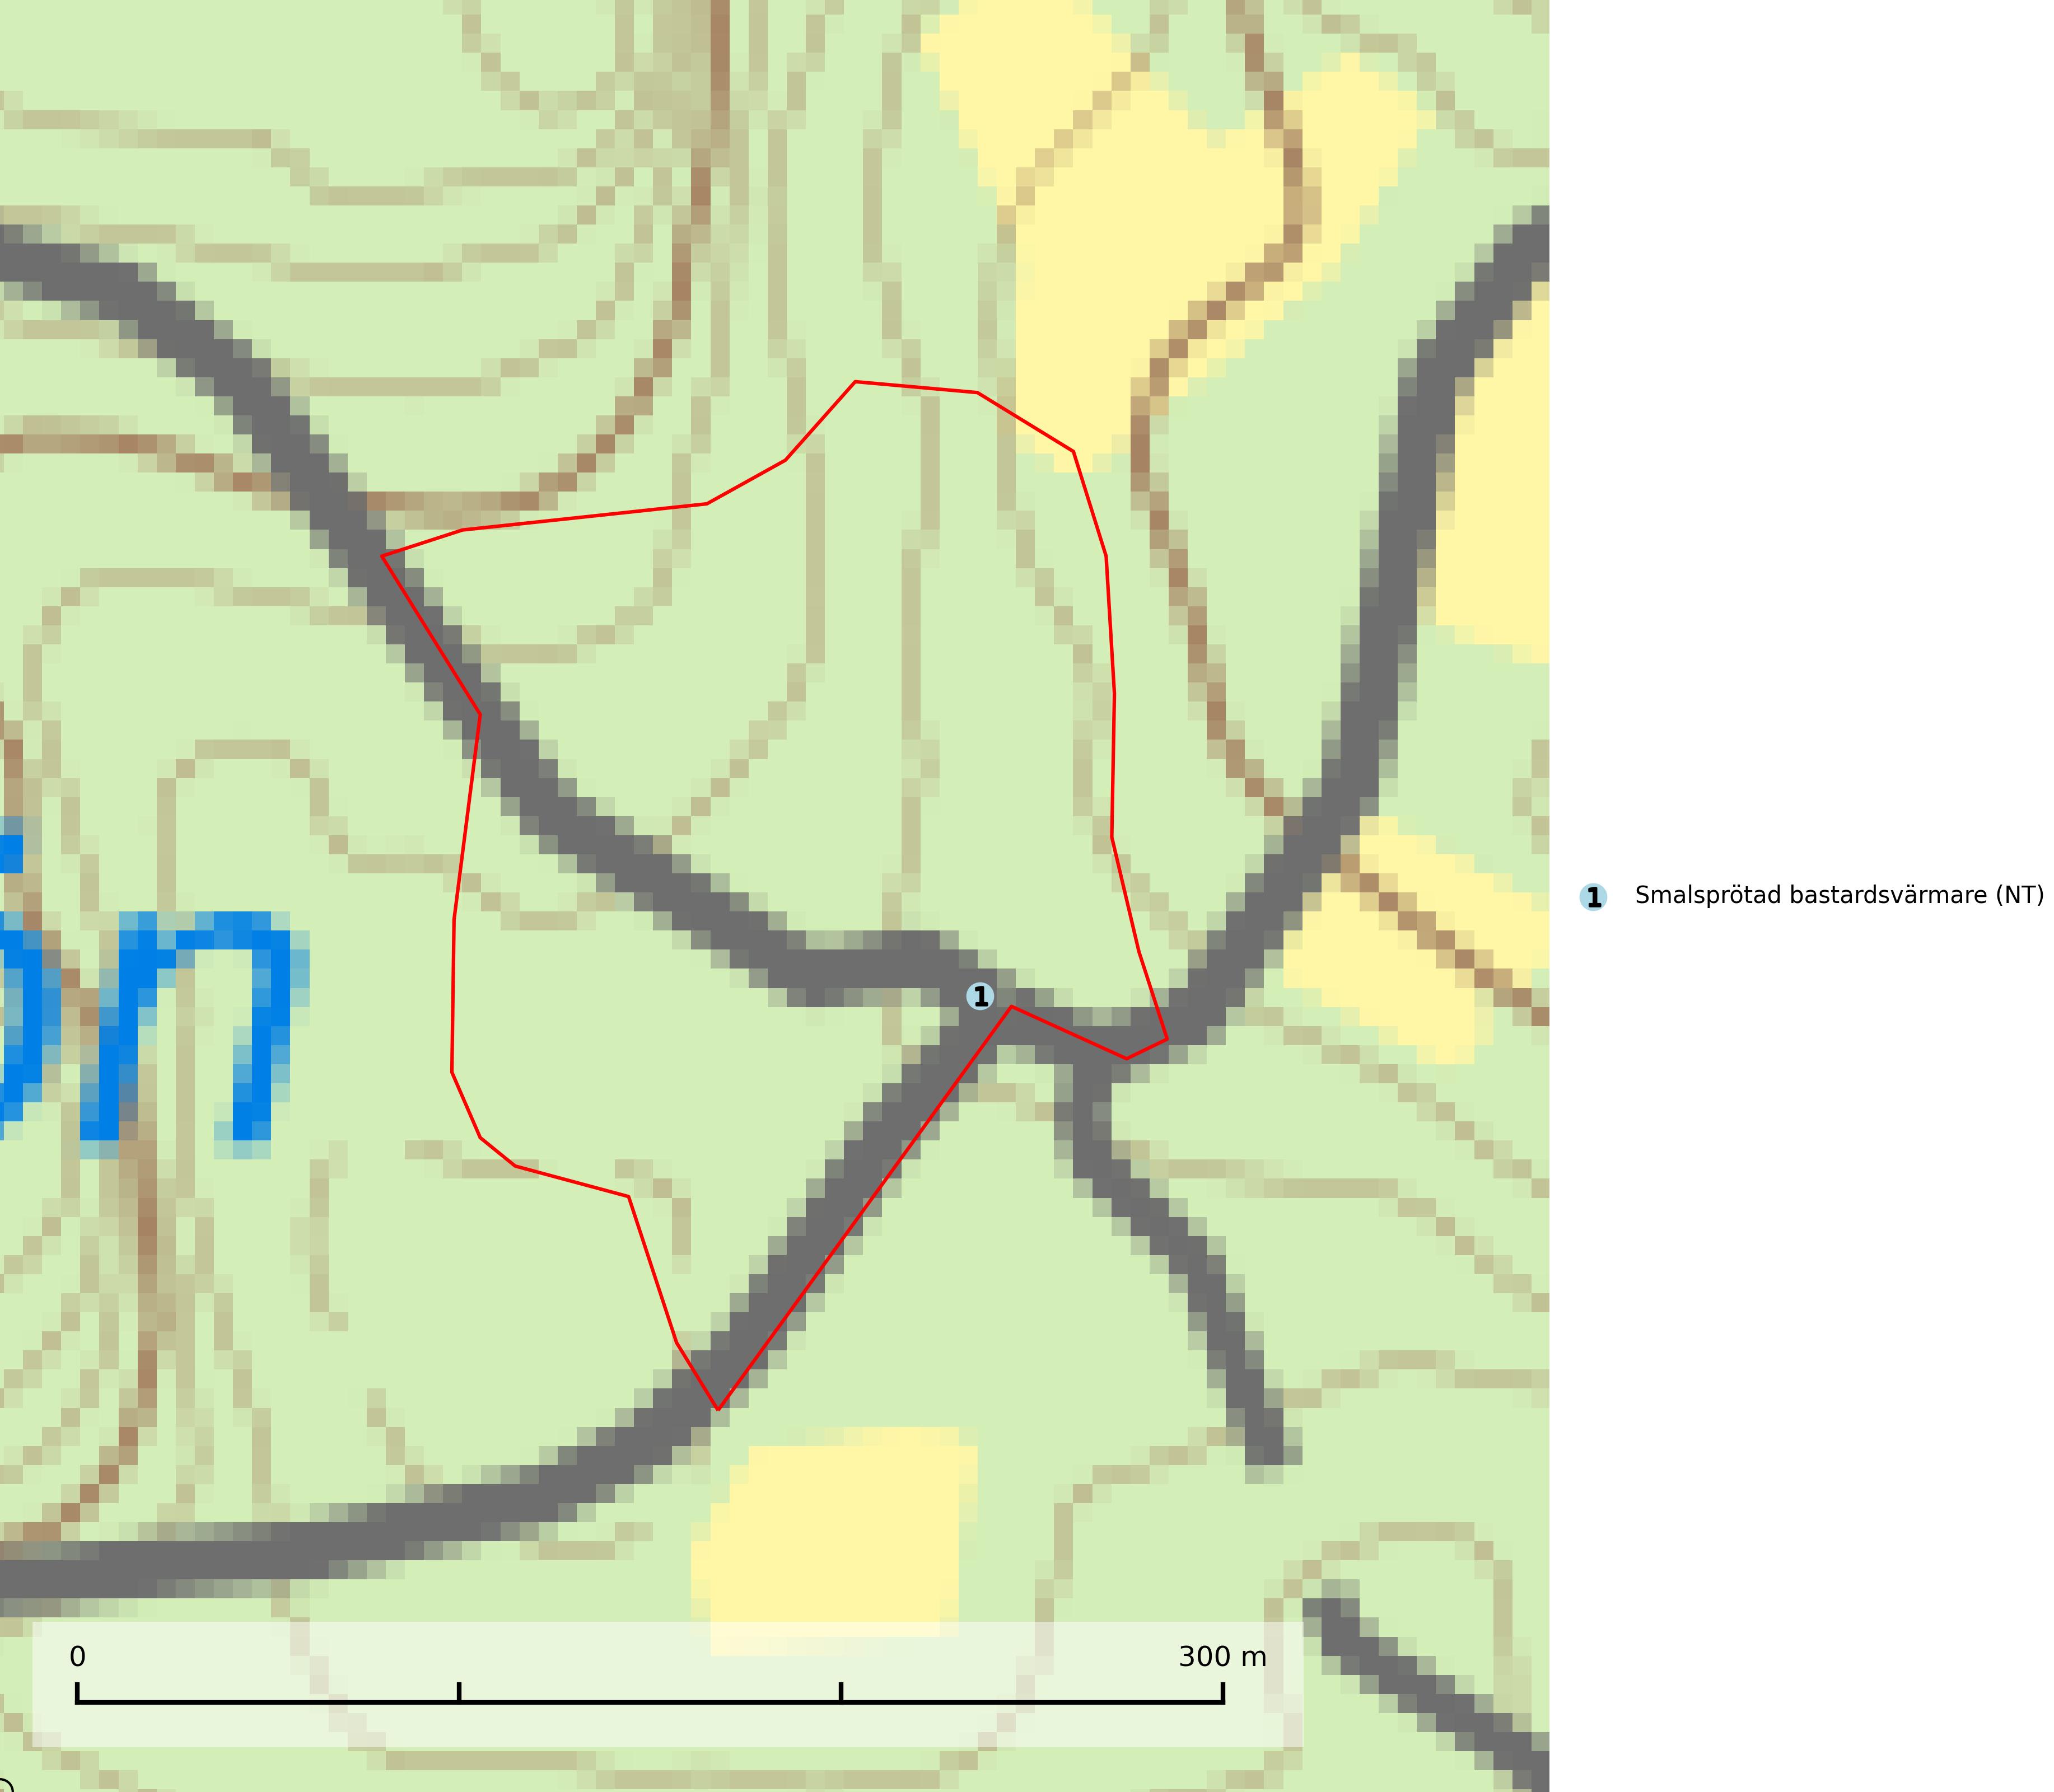 1
1 Smalsprötad bastardsvärmare (NT)
0 300 m